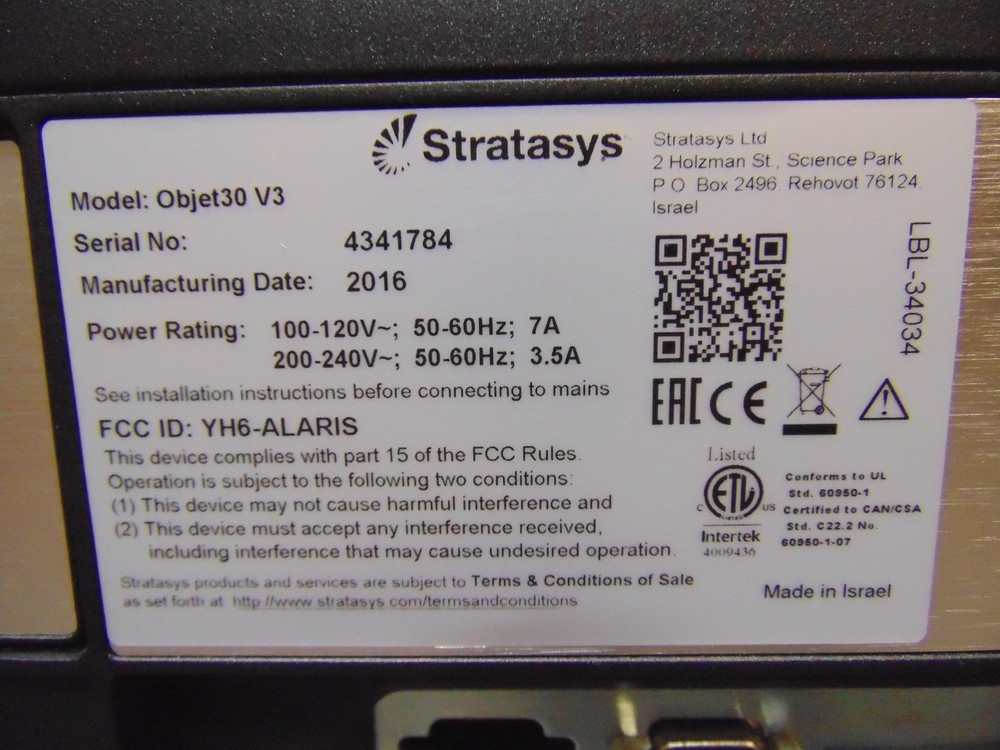 Stratasys
Stratasys Ltd
2 Holzman St., Science Park
P O Box 2496 Rehovot 76124,
Israel
Model: Objet30 V3
Serial No: 4341784
Manufacturing Date: 2016
Power Rating: 100-120V~; 50-60Hz; 7A
200-240V~; 50-60Hz; 3.5A
See installation instructions before connecting to mains
FCC ID: YH6-ALARIS
This device complies with part 15 of the FCC Rules.
Operation is subject to the following two conditions:
(1) This device may not cause harmful interference and
(2) This device must accept any interference received,
including interference that may cause undesired operation.
Stratasys products and services are subject to Terms & Conditions of Sale
as set forth at http://www.stratasys.com/termsandconditions
LBL-34034
EAC CE
Listed
C ETL US
LISTED
Intertek
4009436
Conforms to UL
Std. 60950-1
Certified to CAN/CSA
Std. C22.2 No.
60950-1-07
Made in Israel